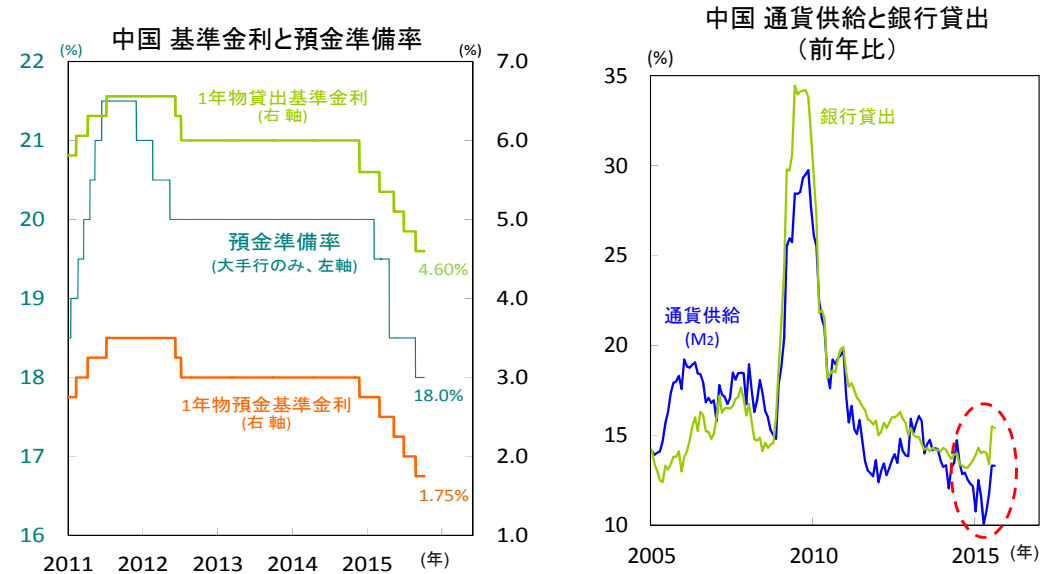 中国 基準金利と預金準備率
(%)
(%)
22
21
20
19
18
17
16
7.0
6.0
5.0
4.0
3.0
2.0
1.0
1年物貸出基準金利
(右 軸)
預金準備率
(大手行のみ、左軸)
4.60%
18.0%
1年物預金基準金利
(右 軸)
1.75%
2011 2012 2013 2014 2015 (年)
中国 通貨供給と銀行貸出
(前年比)
(%)
35
30
25
20
15
10
銀行貸出
通貨供給
(M2)
2005 2010 2015 (年)